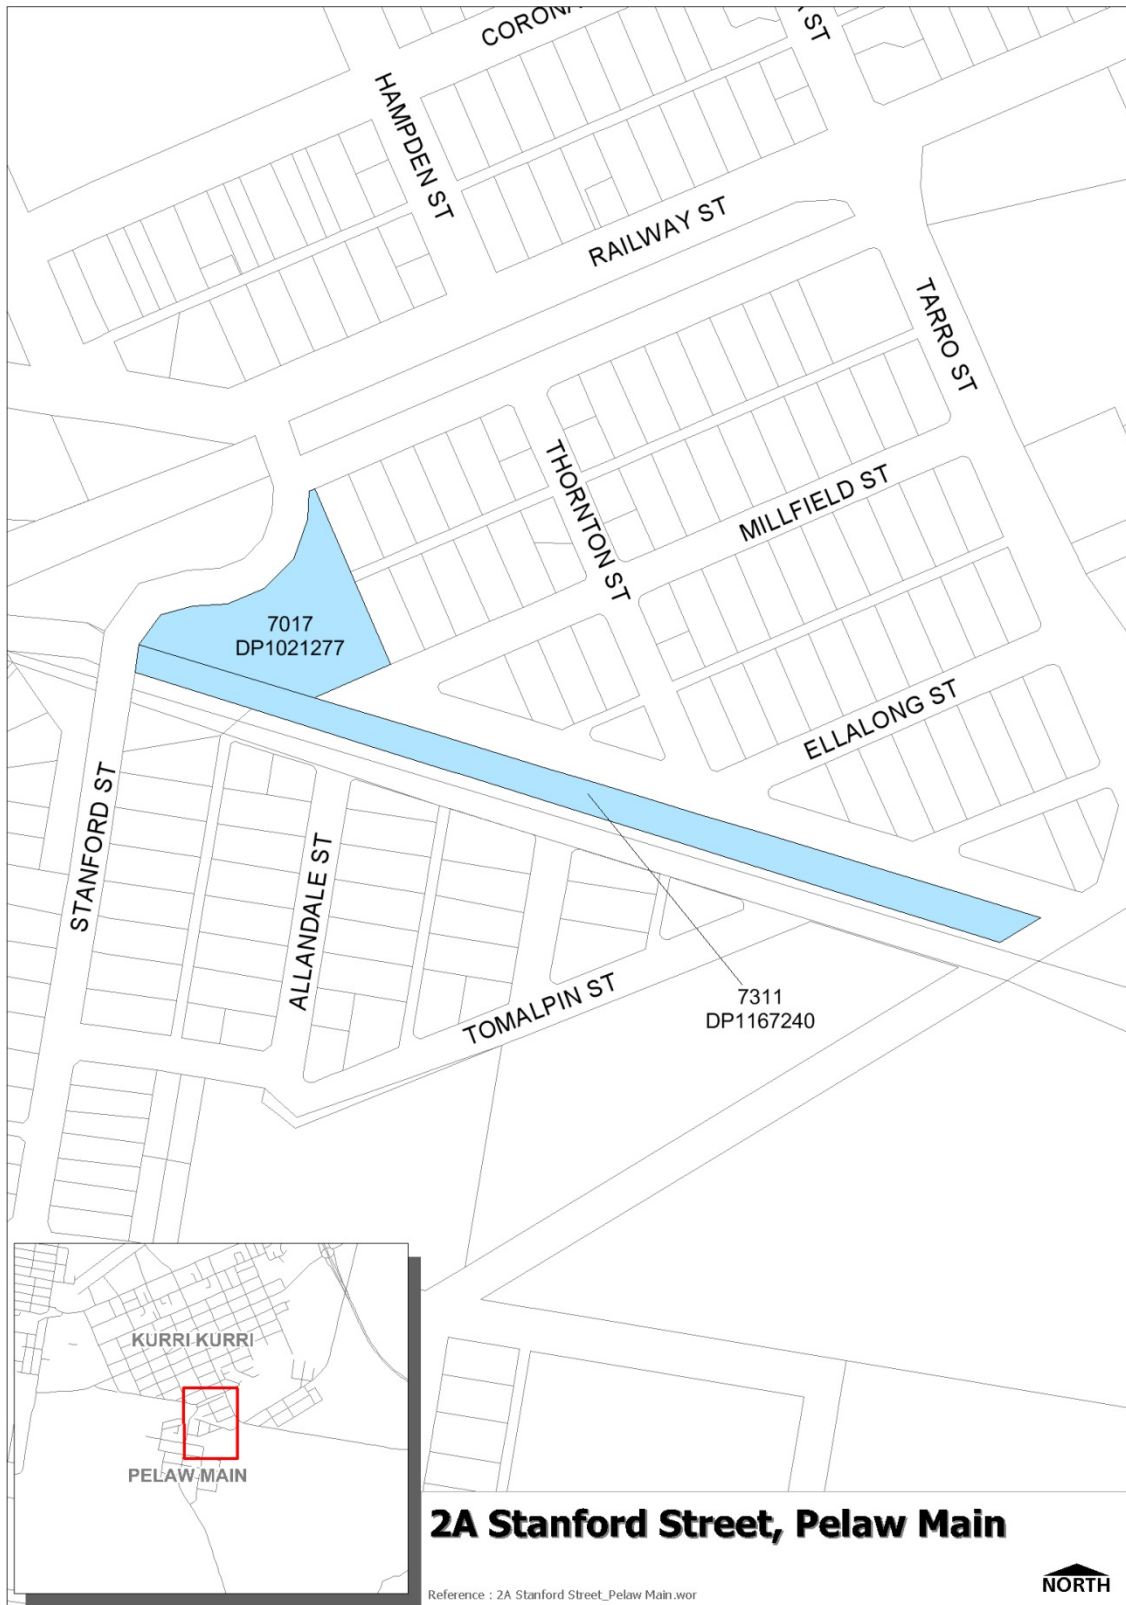 CORONA
K ST
HAMPDEN ST
RAILWAY ST
TARRO ST
THORNTON ST
MILLFIELD ST
7017
DP1021277
ELLALONG ST
STANFORD ST
ALLANDALE ST
TOMALPIN ST
7311
DP1167240
KURRI KURRI
PELAW MAIN
2A Stanford Street, Pelaw Main
Reference : 2A Stanford Street_Pelaw Main.wor
NORTH